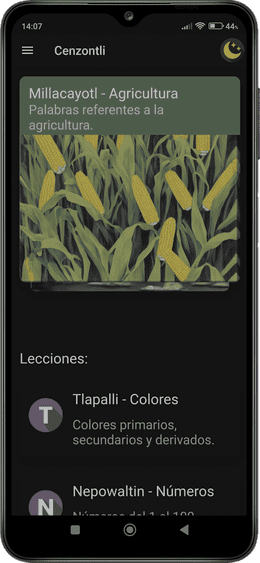 14:07
44%
Cenzontli
Millacayotl - Agricultura
Palabras referentes a la
agricultura.
Lecciones:
T
Tlapalli - Colores
Colores primarios,
secundarios y derivados.
N
Nepowaltin - Números
Números del 1 al 100